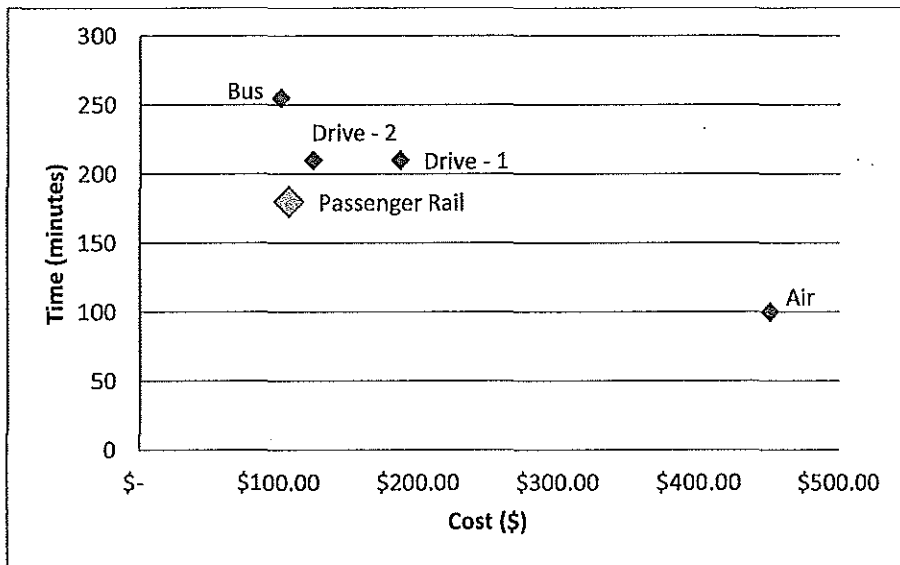 300
Bus
250
Drive - 2
Drive - 1
200
Passenger Rail
150
Air
100
50
0
Time (minutes)
$-
$100.00
$200.00
$300.00
$400.00
$500.00
Cost ($)